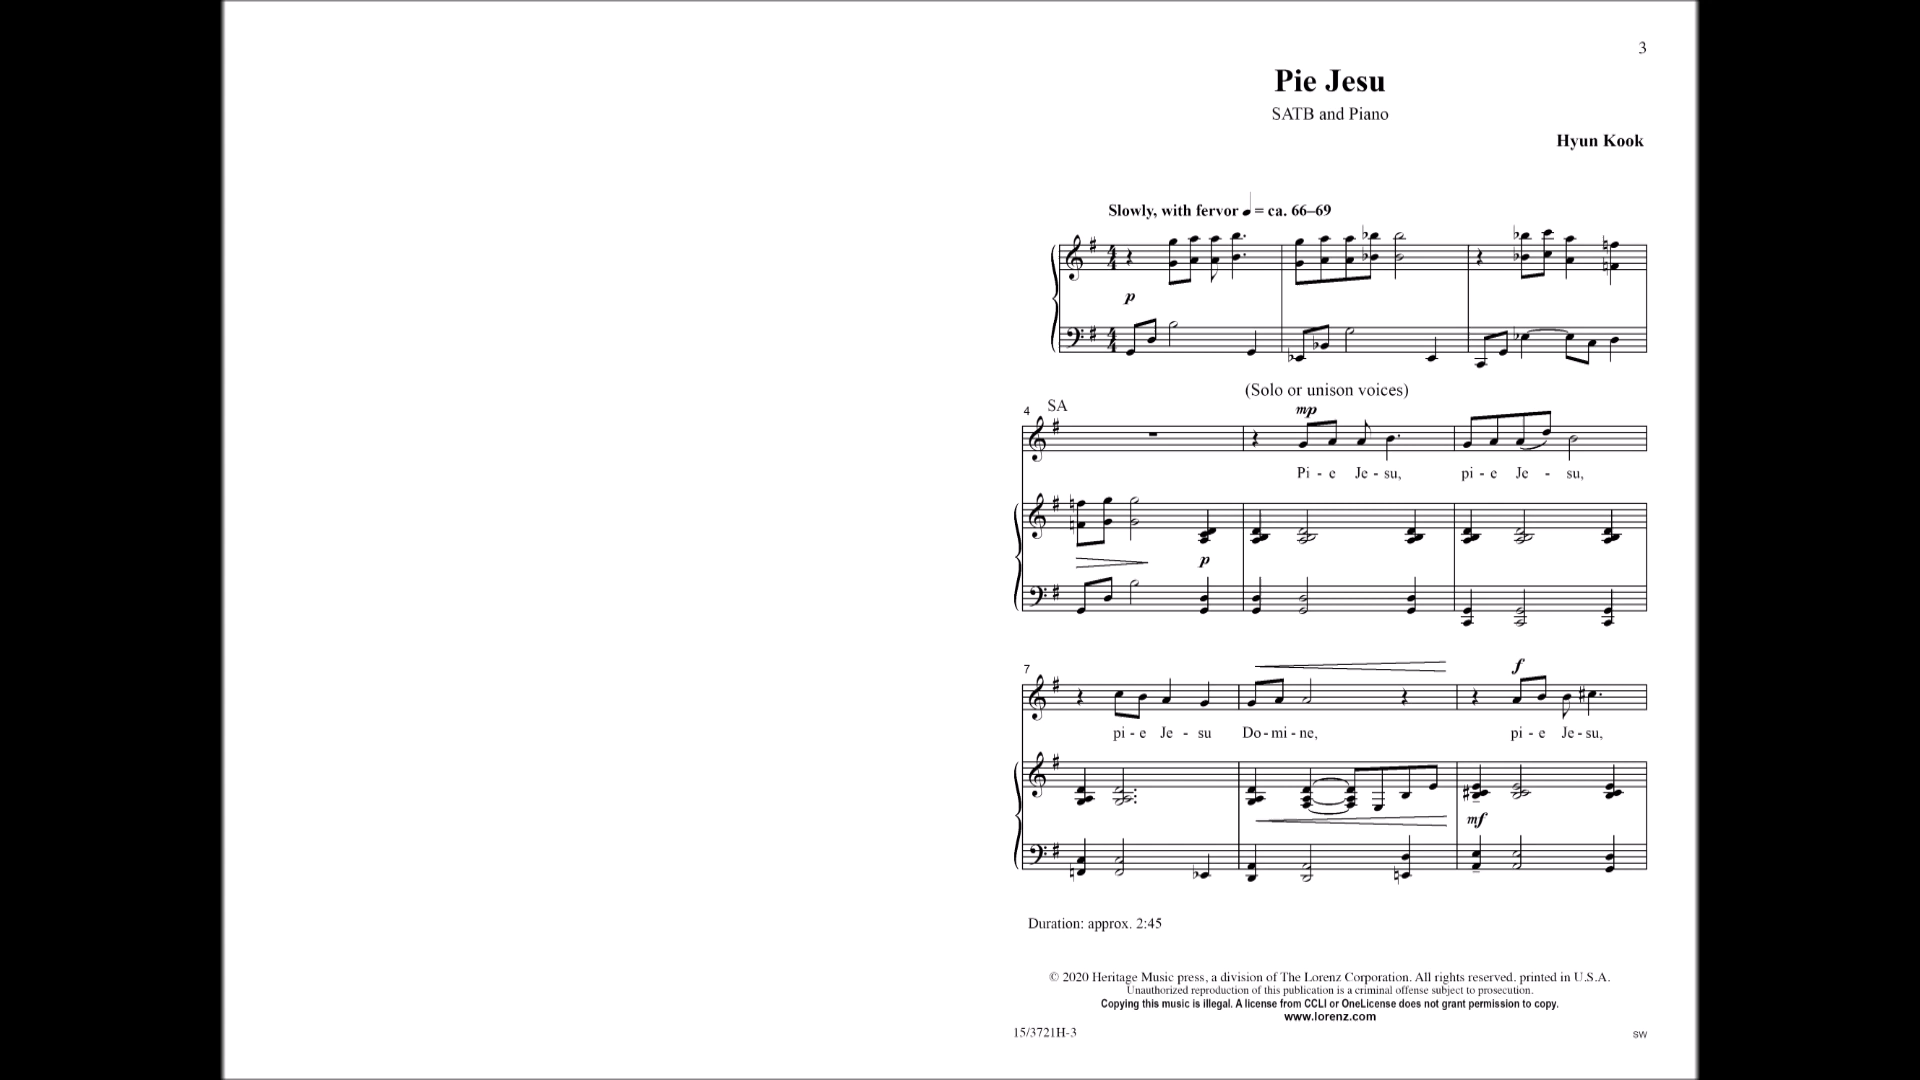 3
Pie Jesu
SATB and Piano
Hyun Kook
Slowly, with fervor ♩ = ca. 66–69
p
(Solo or unison voices)
4 SA
mp
Pi - e Je - su, pi - e Je - su,
p
7
f
pi - e Je - su Do - mi - ne, pi - e Je - su,
mf
Duration: approx. 2:45
© 2020 Heritage Music press, a division of The Lorenz Corporation. All rights reserved. printed in U.S.A.
Unauthorized reproduction of this publication is a criminal offense subject to prosecution.
Copying this music is illegal. A license from CCLI or OneLicense does not grant permission to copy.
www.lorenz.com
15/3721H-3
SW